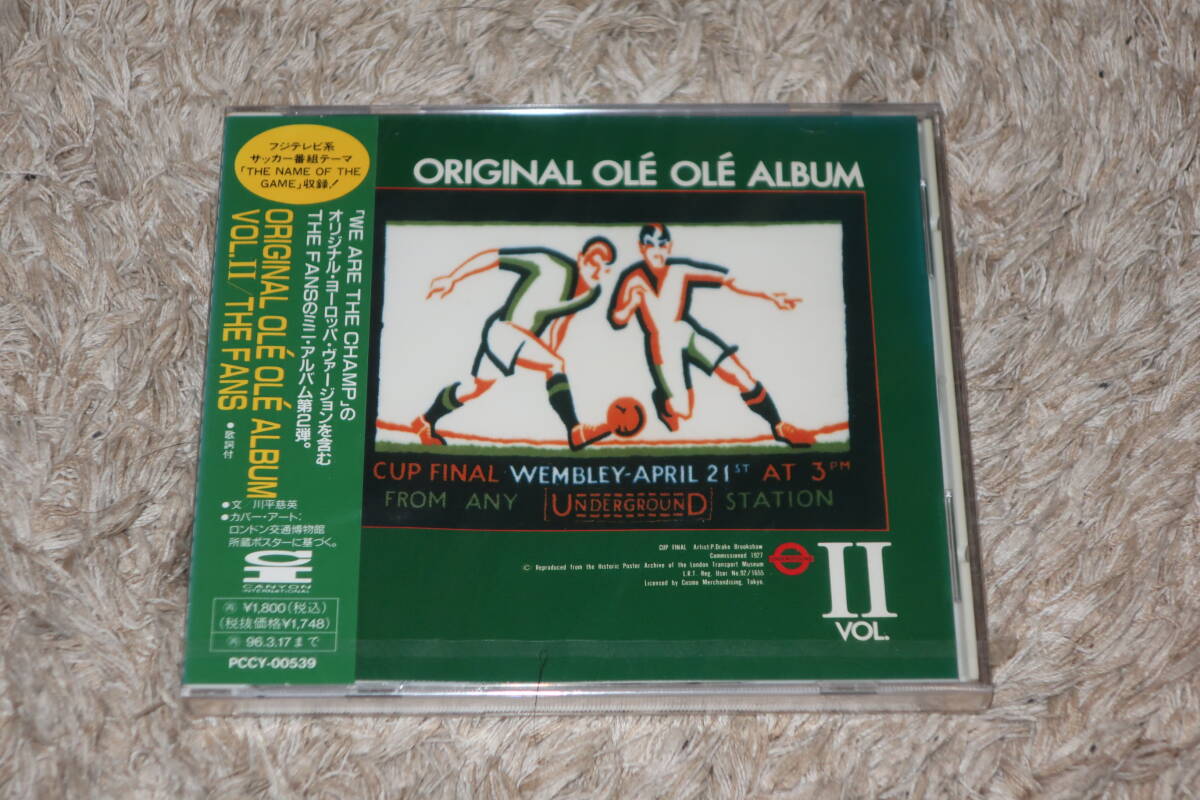 フジテレビ系
サッカー番組テーマ
「THE NAME OF THE
GAME」収録!
「WE ARE THE CHAMP」の
オリジナル・ヨーロッパ・ヴァージョンを含む
THE FANSのミニ・アルバム第2弾。
ORIGINAL OLÉ OLÉ ALBUM
VOL.II/THE FANS
●歌詞付
●文/川平慈英
●カバー・アート:
ロンドン交通博物館
所蔵ポスターに基づく。
CANYON
INTERNATIONAL
¥1,800(税込)
(税抜価格¥1,748)
96.3.17まで
PCCY-00539
ORIGINAL OLÉ OLÉ ALBUM
CUP FINAL WEMBLEY-APRIL 21ST AT 3PM
FROM ANY UNDERGROUND STATION
CUP FINAL Artist:P.Drake Brookshaw
Commissioned 1927
© Reproduced from the Historic Poster Archive of the London Transport Museum
L.R.T. Reg. User No.92/1655
Licensed by Cosmo Merchandising, Tokyo.
II
VOL.